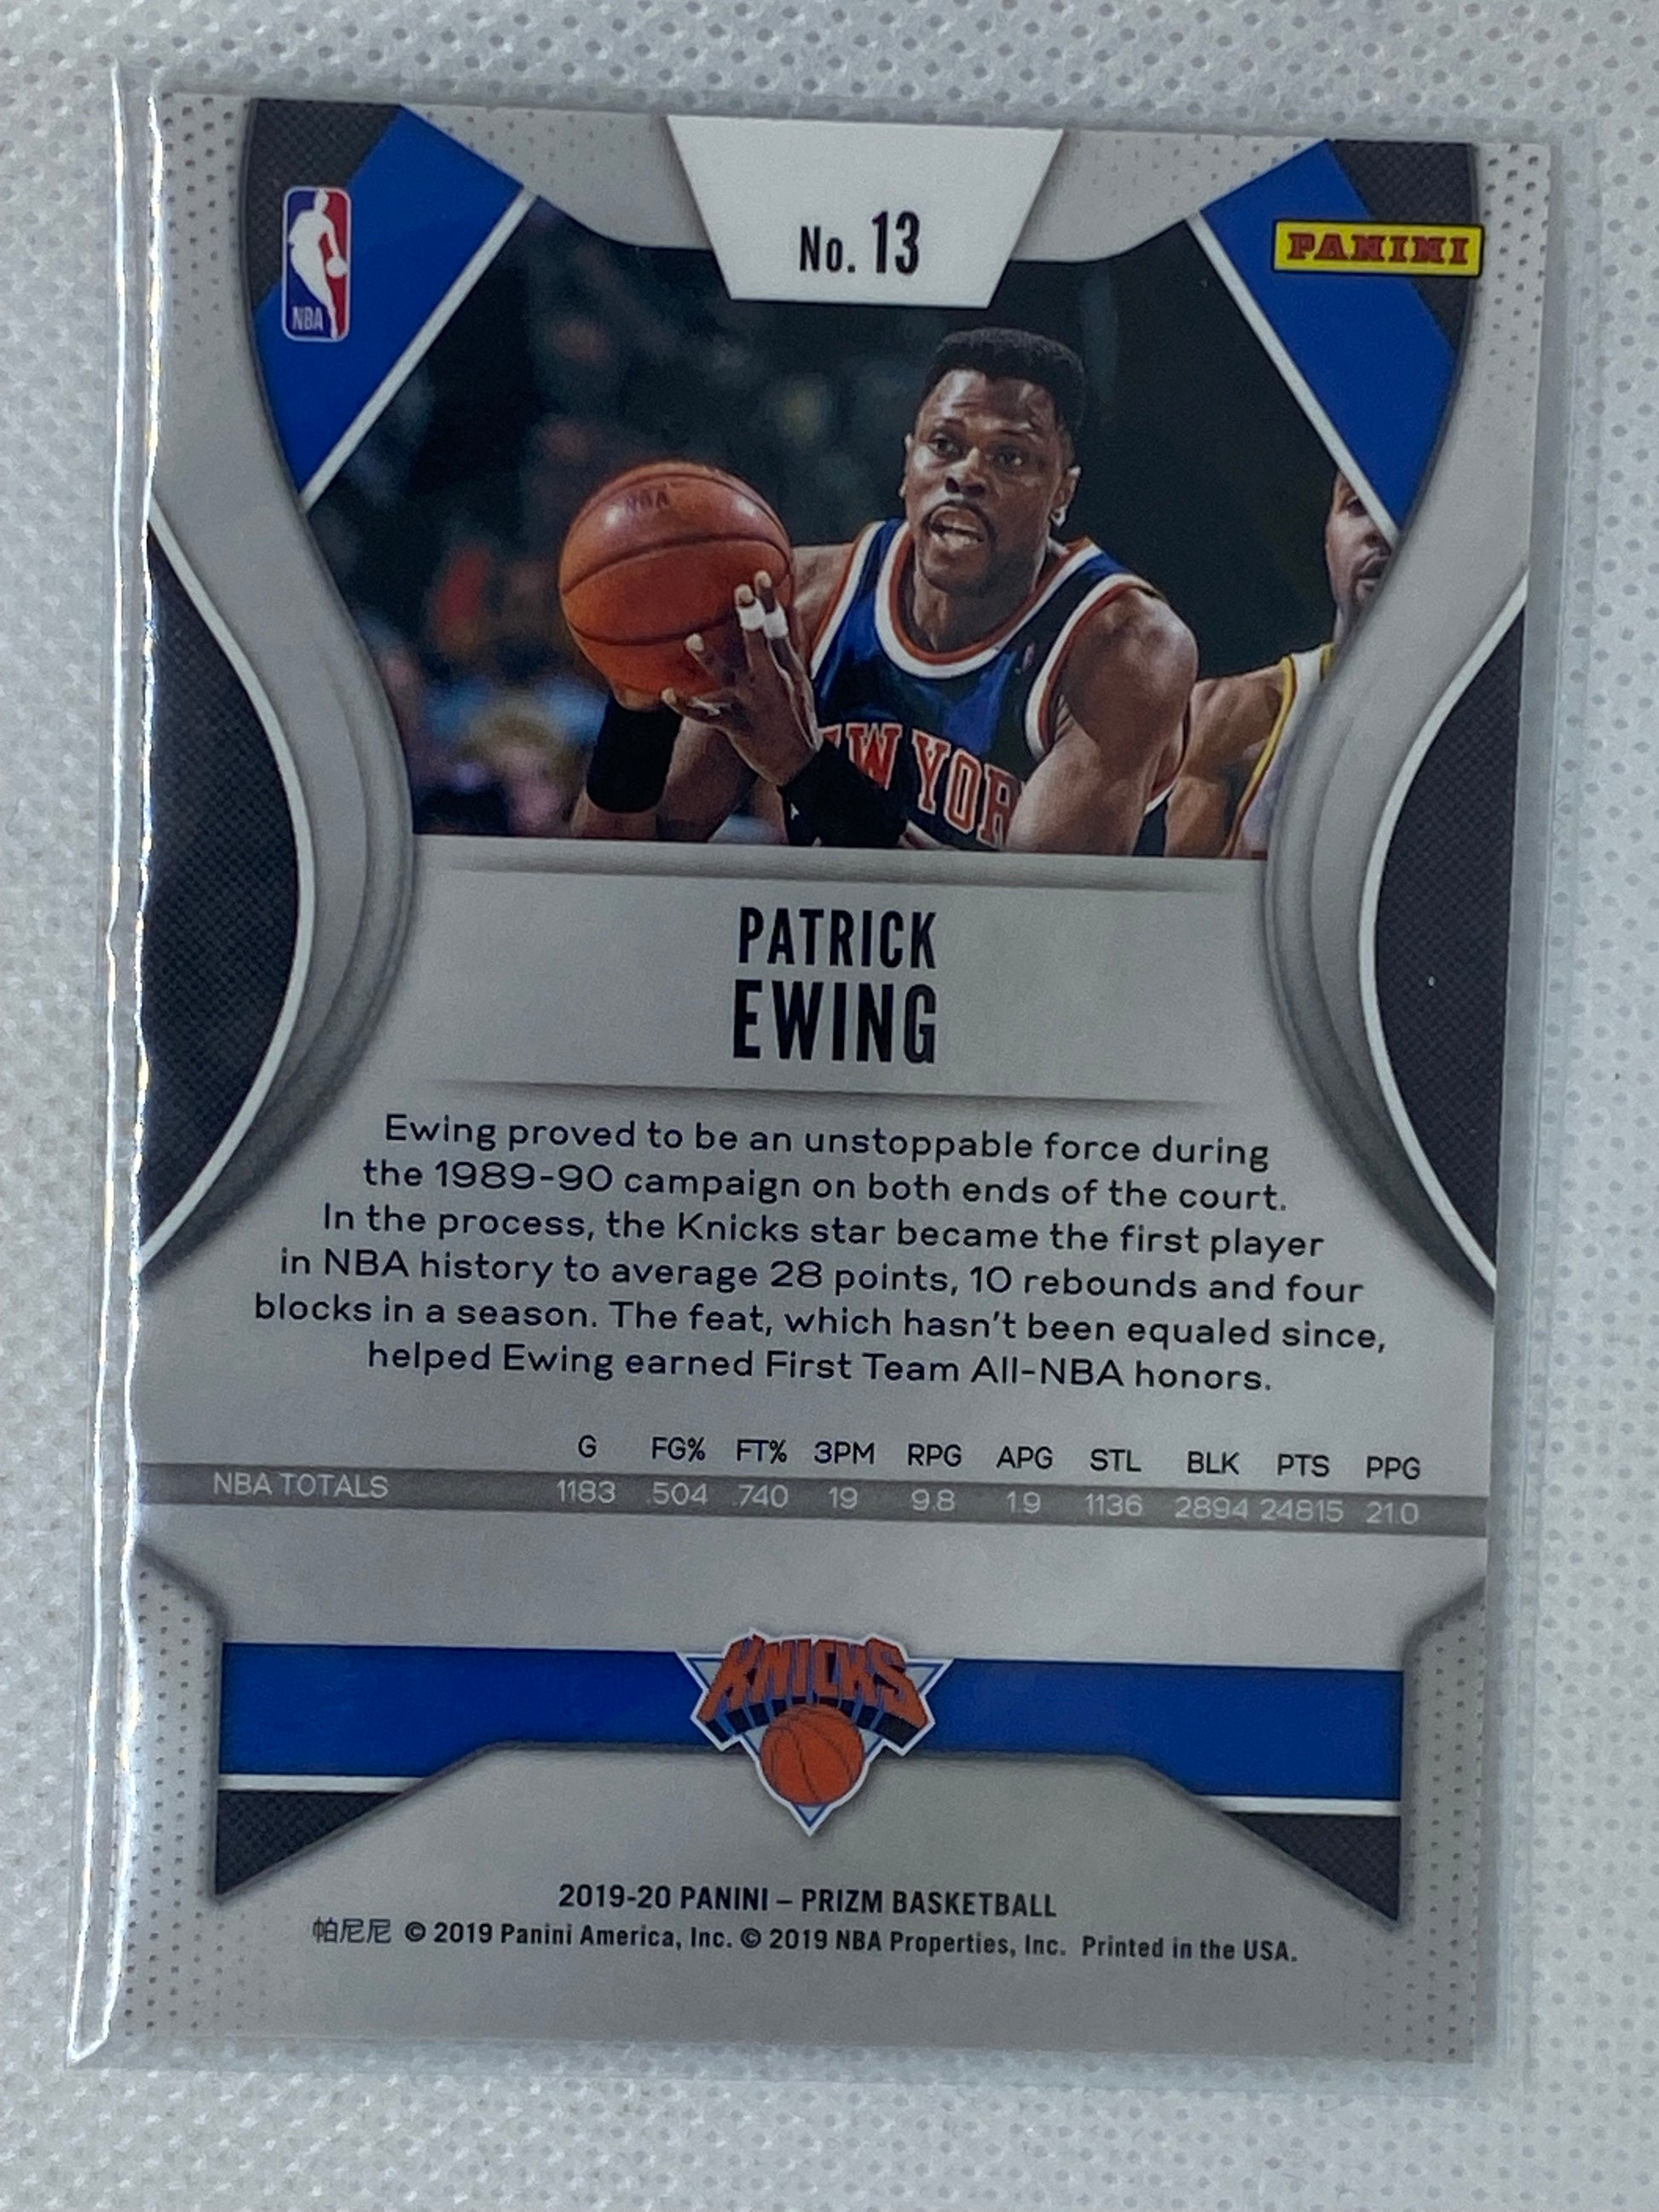 No. 13
NBA
PANINI
NBA
NEW YORK
PATRICK
EWING
Ewing proved to be an unstoppable force during
the 1989-90 campaign on both ends of the court.
In the process, the Knicks star became the first player
in NBA history to average 28 points, 10 rebounds and four
blocks in a season. The feat, which hasn't been equaled since,
helped Ewing earned First Team All-NBA honors.
G FG% FT% 3PM RPG APG STL BLK PTS PPG
NBA TOTALS 1183 .504 .740 19 9.8 1.9 1136 2894 24815 21.0
KNICKS
2019-20 PANINI – PRIZM BASKETBALL
帕尼尼 © 2019 Panini America, Inc. © 2019 NBA Properties, Inc. Printed in the USA.